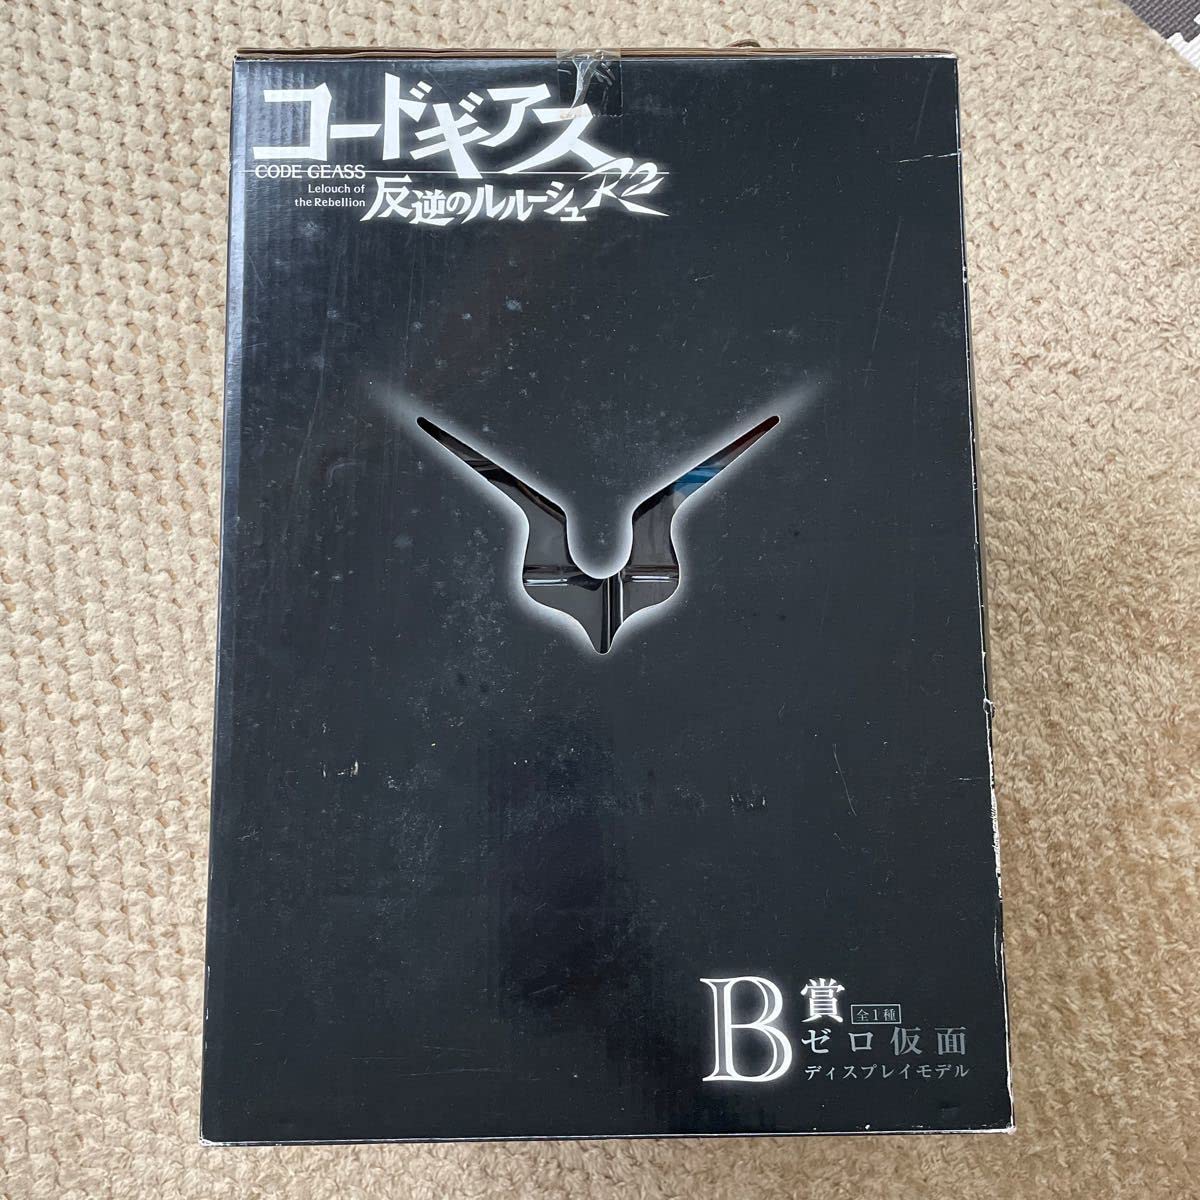 コードギアス
CODE GEASS
Lelouch of
the Rebellion
反逆のルルーシュR2
B賞 全1種
ゼロ仮面
ディスプレイモデル